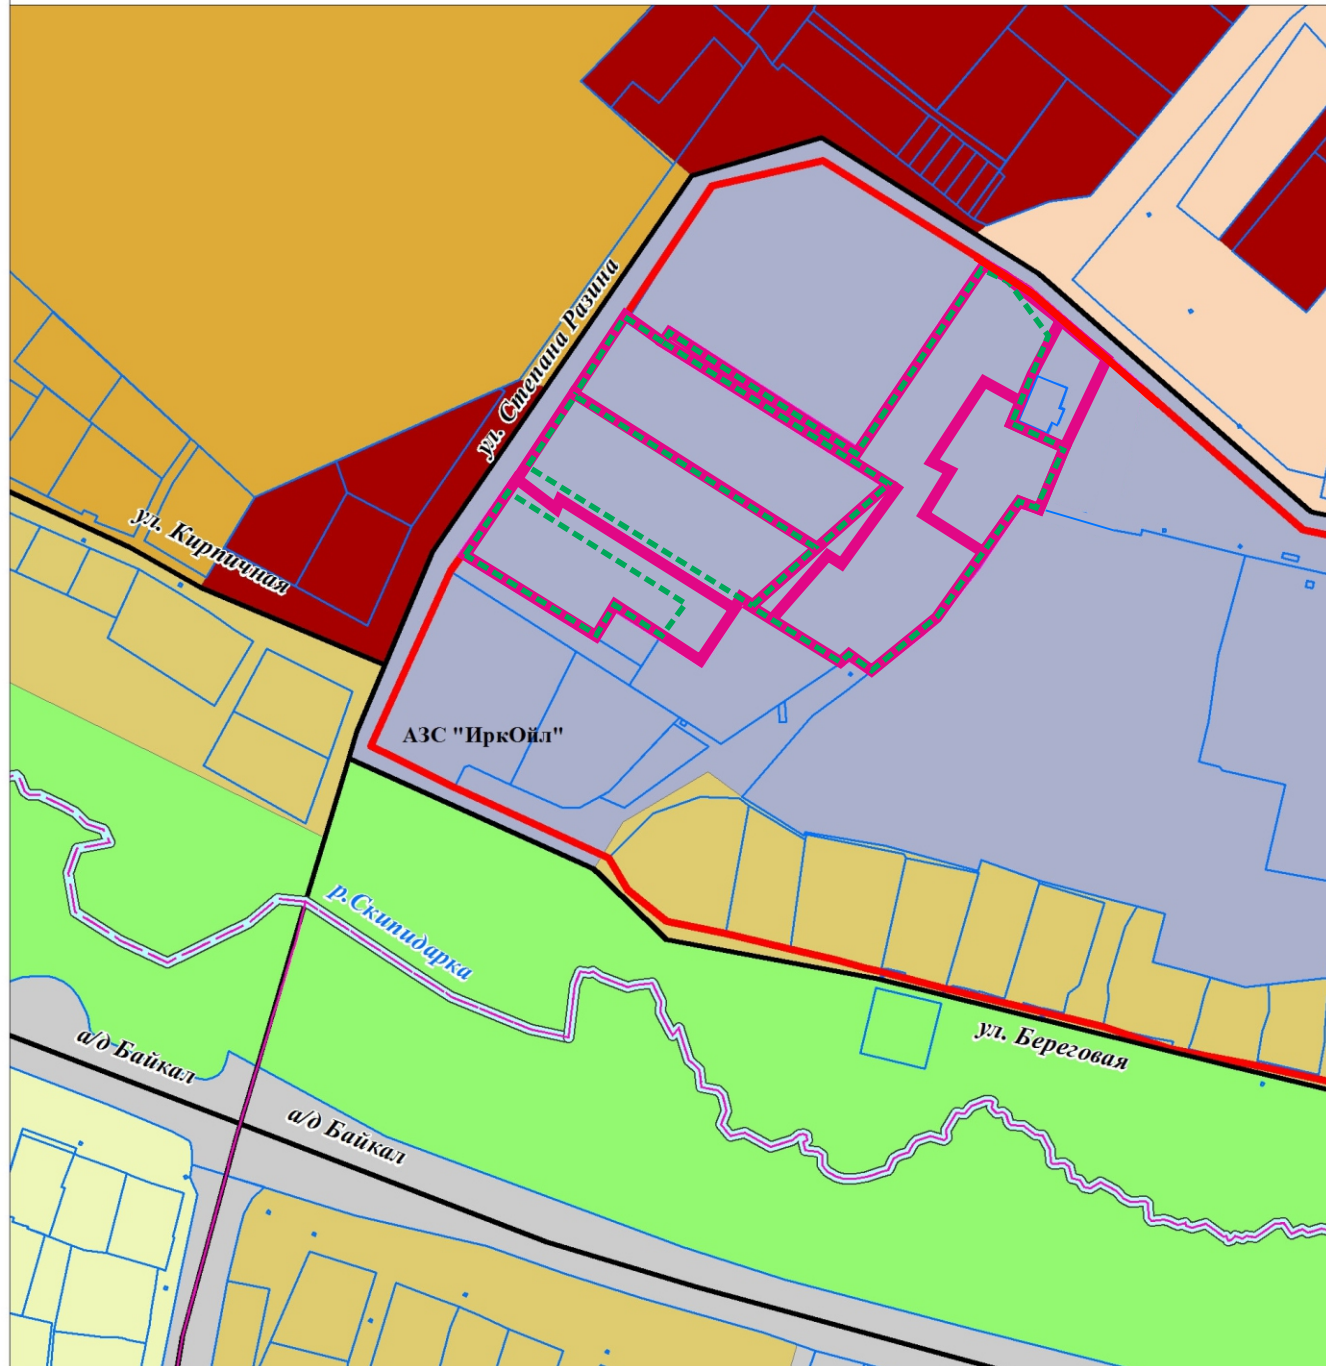 ул. Степана Разина
ул. Кирпичная
АЗС "ИркОйл"
р.Скипидарка
ул. Береговая
а/д Байкал
а/д Байкал